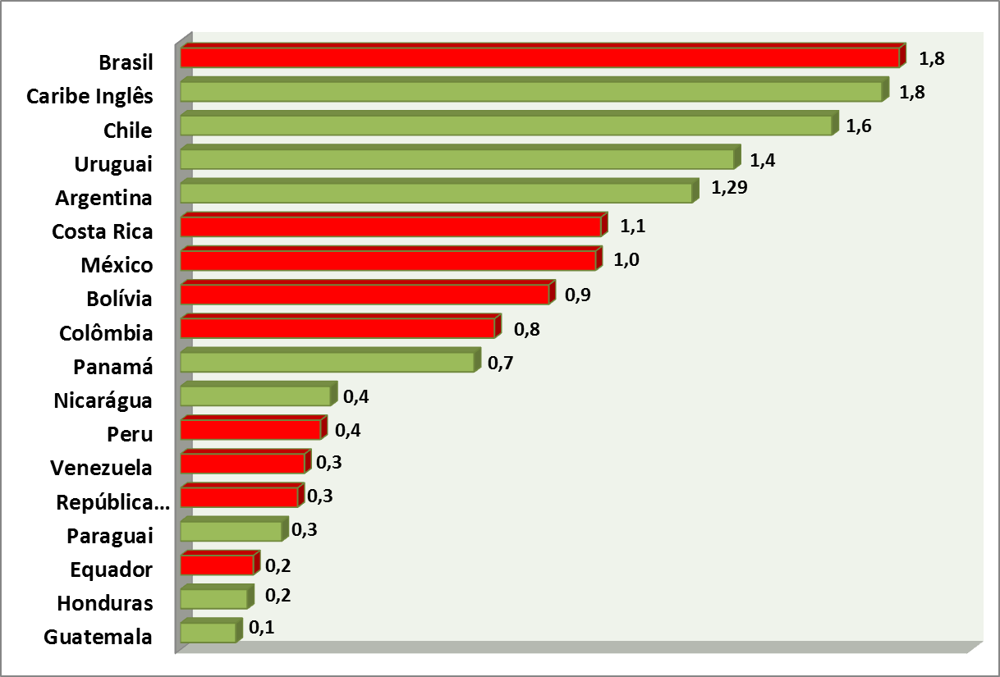 Brasil 1,8
Caribe Inglês 1,8
Chile 1,6
Uruguai 1,4
Argentina 1,29
Costa Rica 1,1
México 1,0
Bolívia 0,9
Colômbia 0,8
Panamá 0,7
Nicarágua 0,4
Peru 0,4
Venezuela 0,3
República... 0,3
Paraguai 0,3
Equador 0,2
Honduras 0,2
Guatemala 0,1